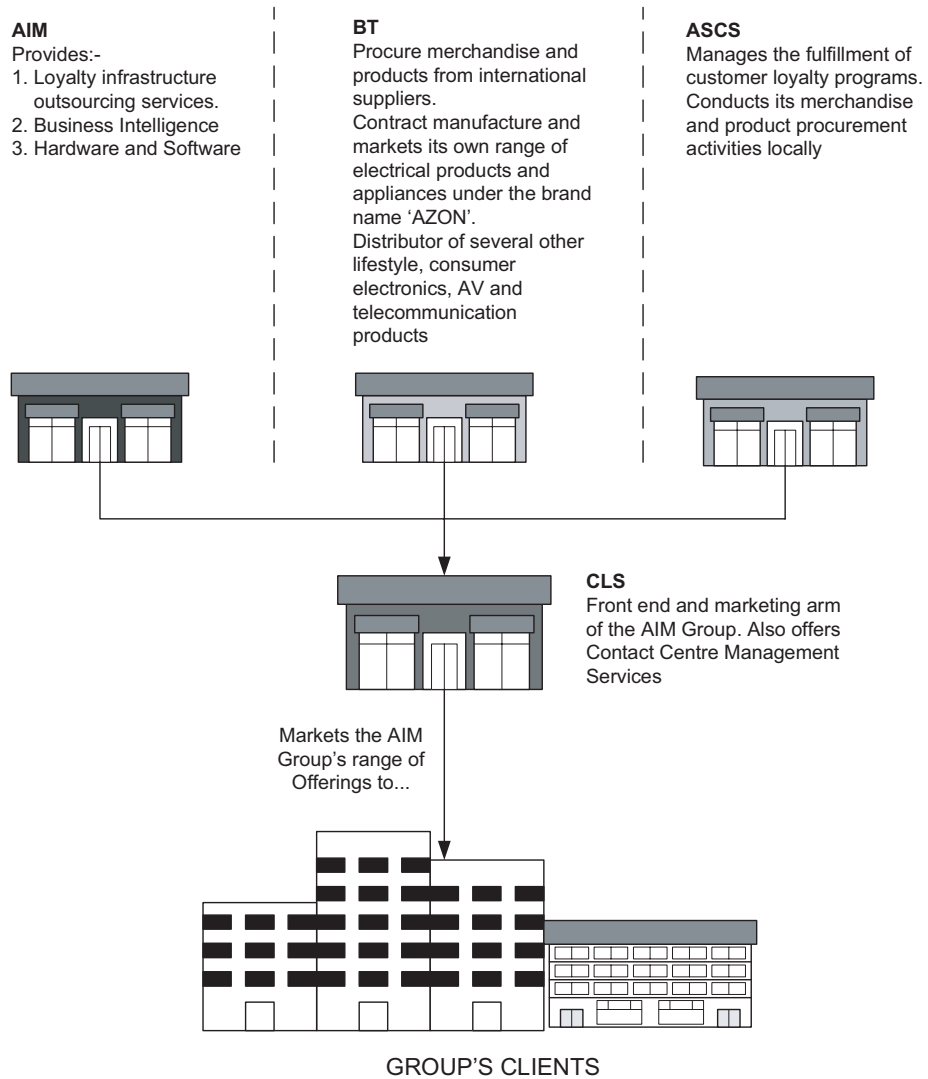 AIM
Provides:-
1. Loyalty infrastructure
outsourcing services.
2. Business Intelligence
3. Hardware and Software
BT
Procure merchandise and
products from international
suppliers.
Contract manufacture and
markets its own range of
electrical products and
appliances under the brand
name ‘AZON’.
Distributor of several other
lifestyle, consumer
electronics, AV and
telecommunication
products
ASCS
Manages the fulfillment of
customer loyalty programs.
Conducts its merchandise
and product procurement
activities locally
CLS
Front end and marketing arm
of the AIM Group. Also offers
Contact Centre Management
Services
Markets the AIM
Group’s range of
Offerings to...
GROUP’S CLIENTS